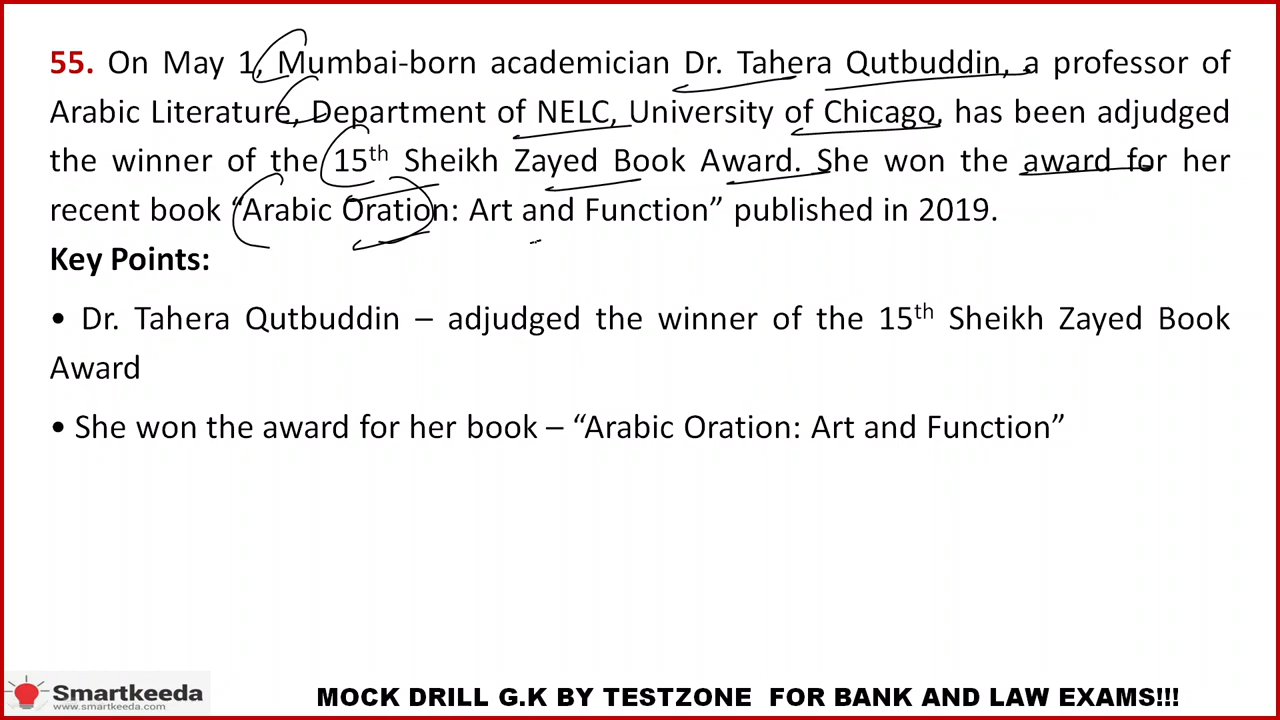 55. On May 1, Mumbai-born academician Dr. Tahera Qutbuddin, a professor of
Arabic Literature, Department of NELC, University of Chicago, has been adjudged
the winner of the 15th Sheikh Zayed Book Award. She won the award for her
recent book “Arabic Oration: Art and Function” published in 2019.
Key Points:
• Dr. Tahera Qutbuddin – adjudged the winner of the 15th Sheikh Zayed Book
Award
• She won the award for her book – “Arabic Oration: Art and Function”
Smartkeeda
www.smartkeeda.com
MOCK DRILL G.K BY TESTZONE FOR BANK AND LAW EXAMS!!!